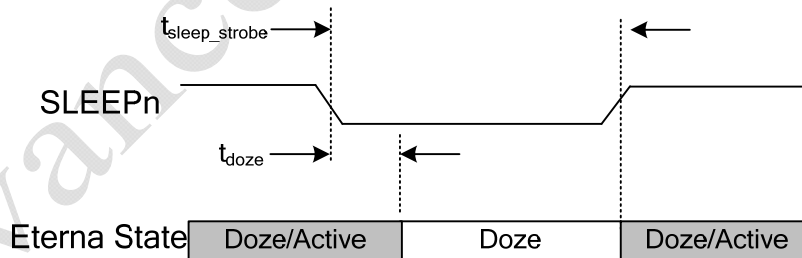 tsleep_strobe
SLEEPn
tdoze
Eterna State Doze/Active Doze Doze/Active